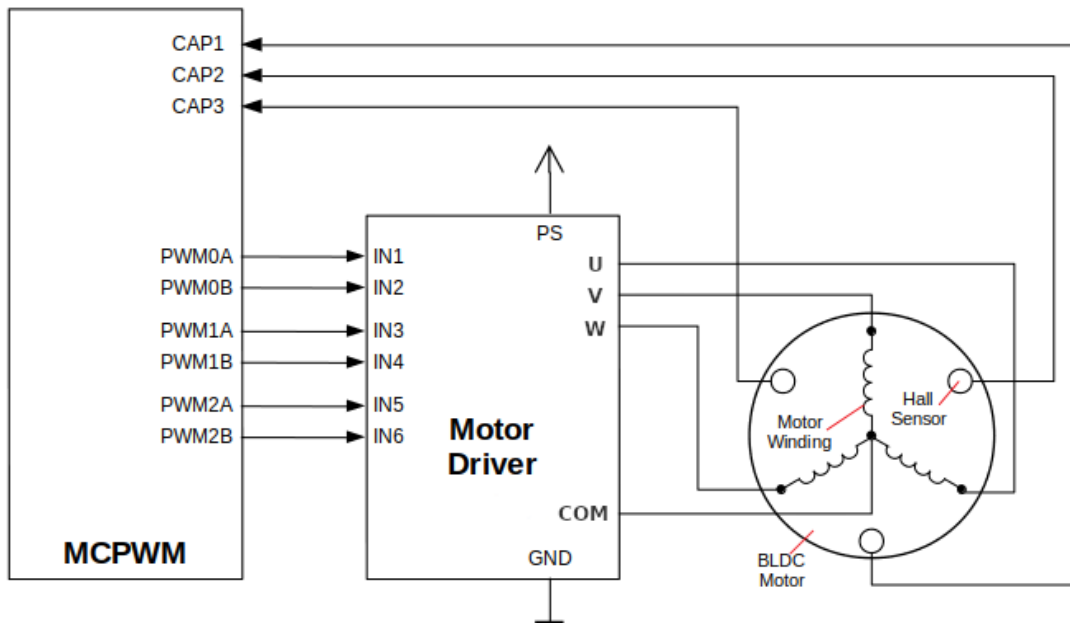 CAP1
CAP2
CAP3
PWM0A
PWM0B
PWM1A
PWM1B
PWM2A
PWM2B
MCPWM
PS
IN1
IN2
IN3
IN4
IN5
IN6
U
V
W
Motor
Driver
COM
GND
Motor
Winding
Hall
Sensor
BLDC
Motor